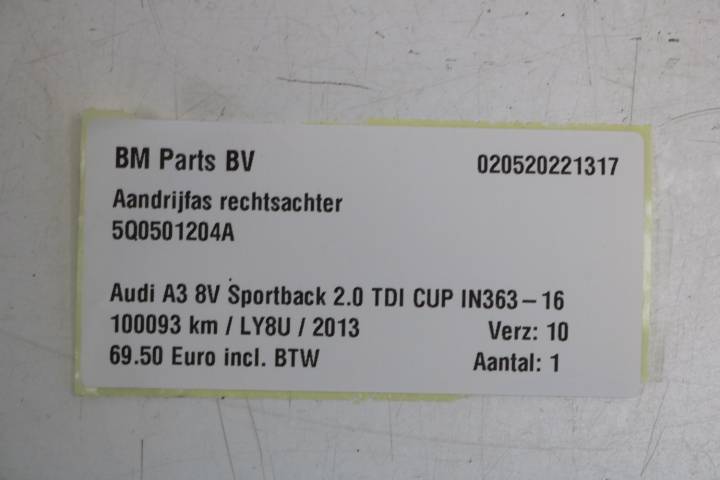 BM Parts BV 020520221317
Aandrijfas rechtsachter
5Q0501204A
Audi A3 8V Sportback 2.0 TDI CUP IN363-16
100093 km / LY8U / 2013 Verz: 10
69.50 Euro incl. BTW Aantal: 1